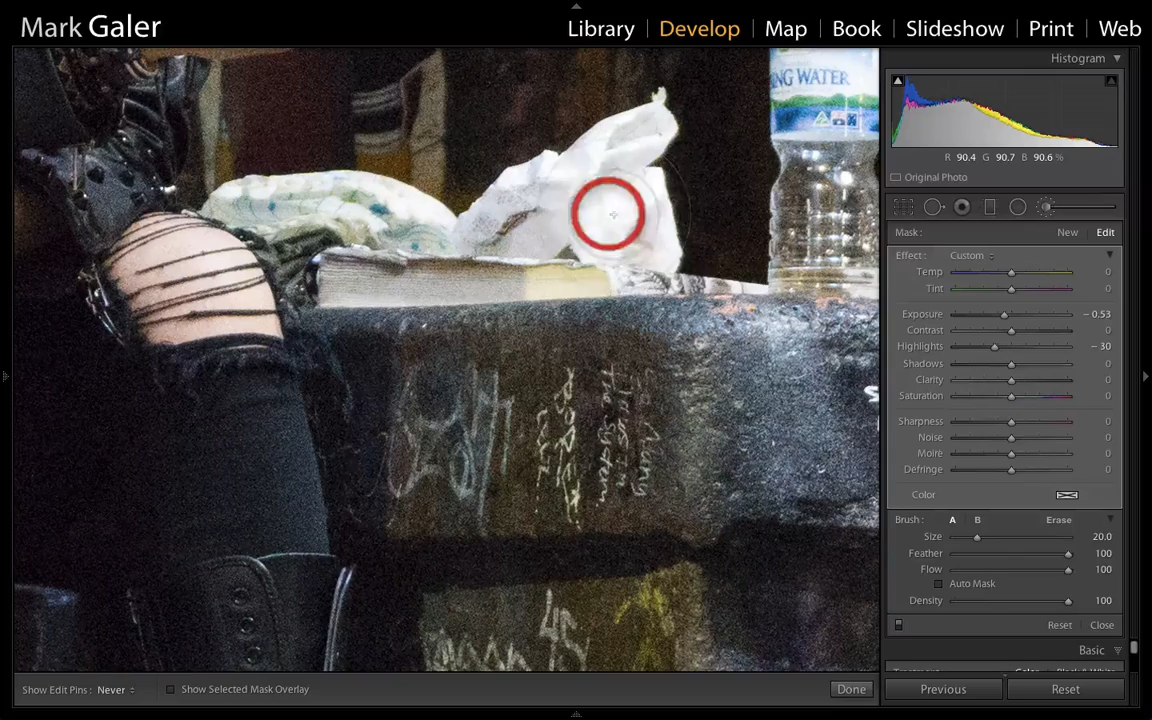 Mark Galer
Library | Develop | Map | Book | Slideshow | Print | Web
Histogram
R 90.4 G 90.7 B 90.6 %
Original Photo
Mask : New Edit
Effect : Custom
Temp 0
Tint 0
Exposure – 0.53
Contrast 0
Highlights – 30
Shadows 0
Clarity 0
Saturation 0
Sharpness 0
Noise 0
Moire 0
Defringe 0
Color
Brush : A B Erase
Size 20.0
Feather 100
Flow 100
Auto Mask
Density 100
Reset Close
Basic
Show Edit Pins : Never
Show Selected Mask Overlay
Done
Previous Reset
WATER
the System